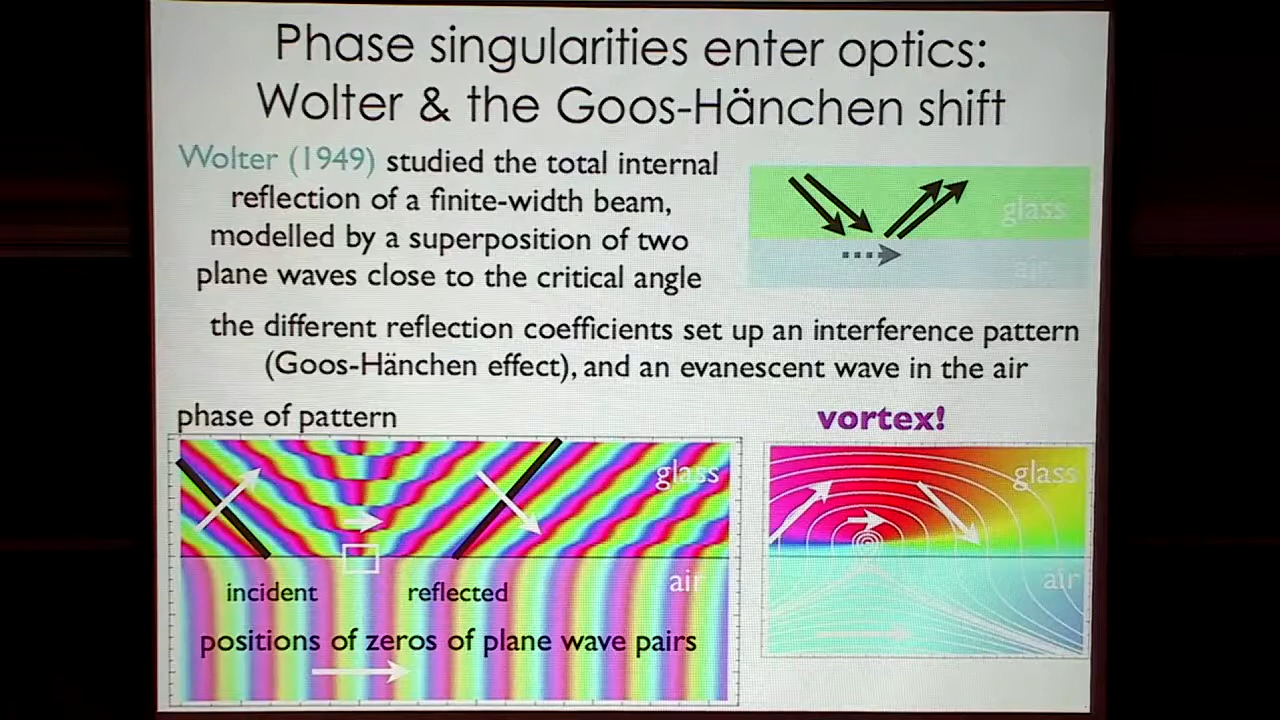 Phase singularities enter optics:
Wolter & the Goos-Hänchen shift
Wolter (1949) studied the total internal
reflection of a finite-width beam,
modelled by a superposition of two
plane waves close to the critical angle
glass
air
the different reflection coefficients set up an interference pattern
(Goos-Hänchen effect), and an evanescent wave in the air
phase of pattern
glass
air
incident
reflected
positions of zeros of plane wave pairs
vortex!
glass
air